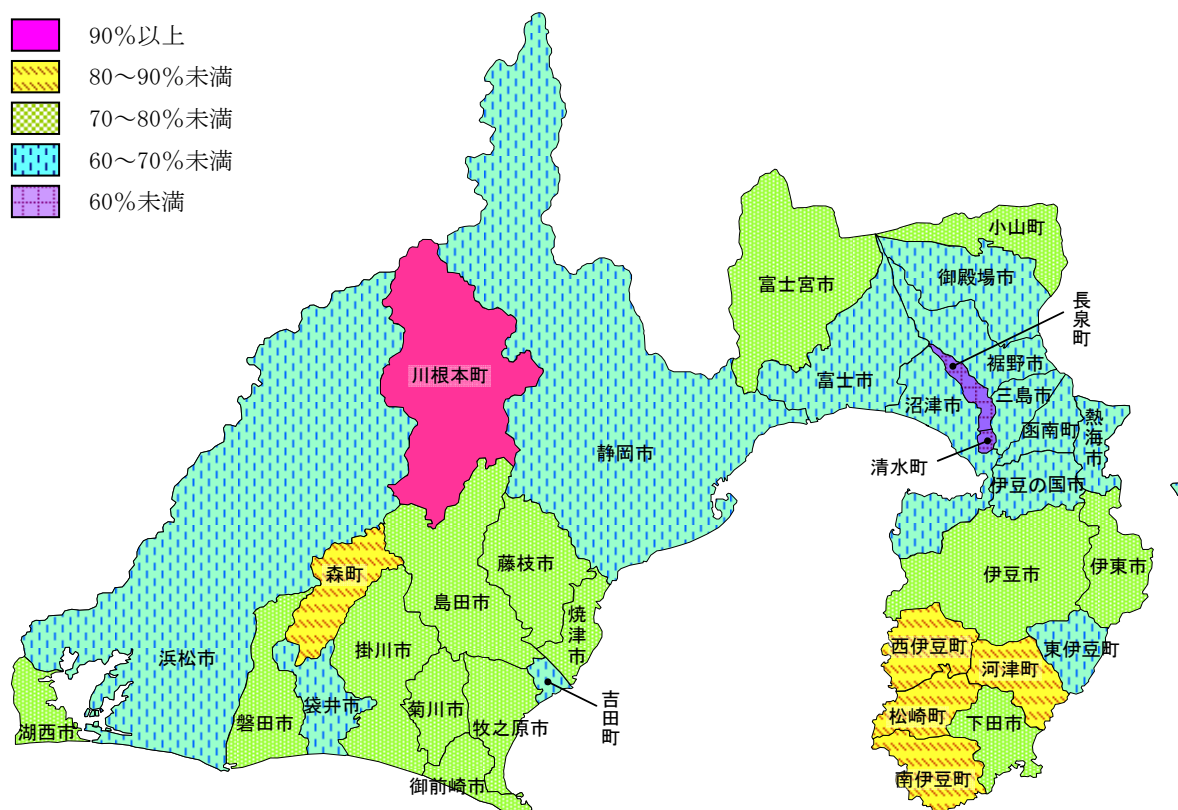 90％以上
80～90％未満
70～80％未満
60～70％未満
60％未満
小山町
御殿場市
富士宮市
長泉町
裾野市
川根本町
富士市
三島市
沼津市
熱海市
函南町
静岡市
清水町
伊豆の国市
藤枝市
伊東市
森町
伊豆市
島田市
焼津市
掛川市
西伊豆町
東伊豆町
浜松市
河津町
袋井市
吉田町
菊川市
松崎町
磐田市
牧之原市
下田市
湖西市
御前崎市
南伊豆町